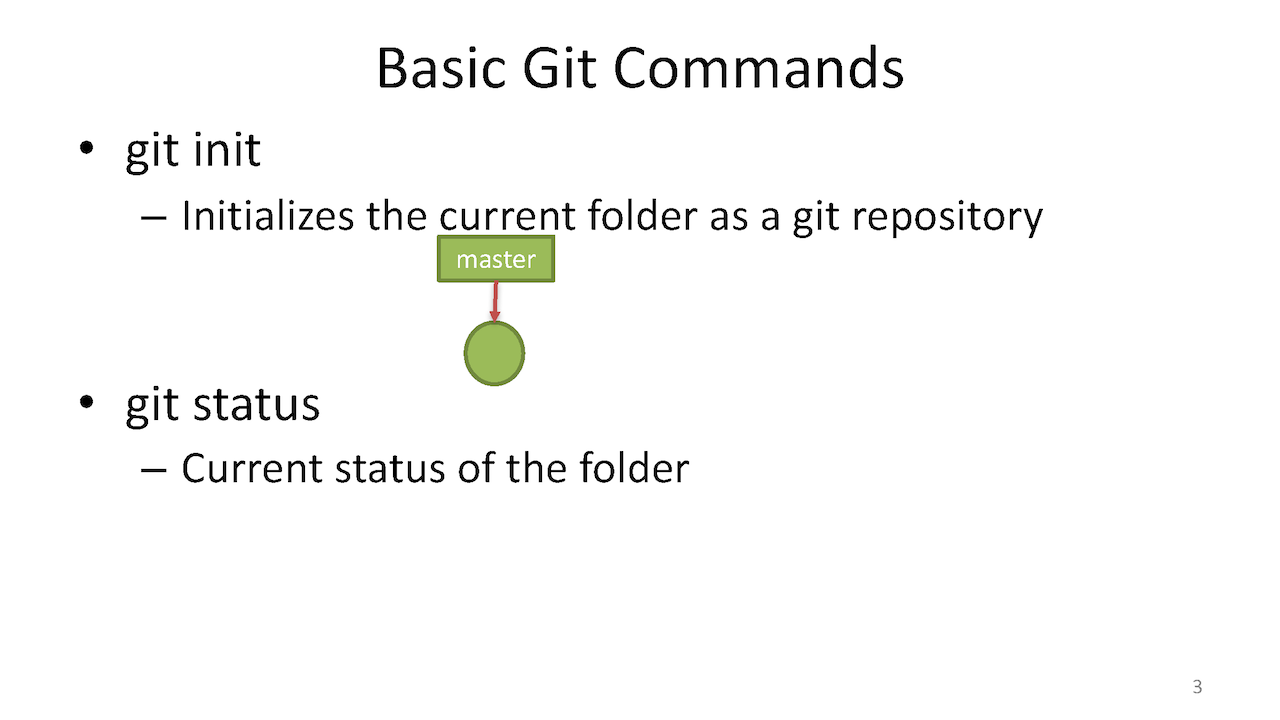 Basic Git Commands
• git init
– Initializes the current folder as a git repository
master
• git status
– Current status of the folder
3